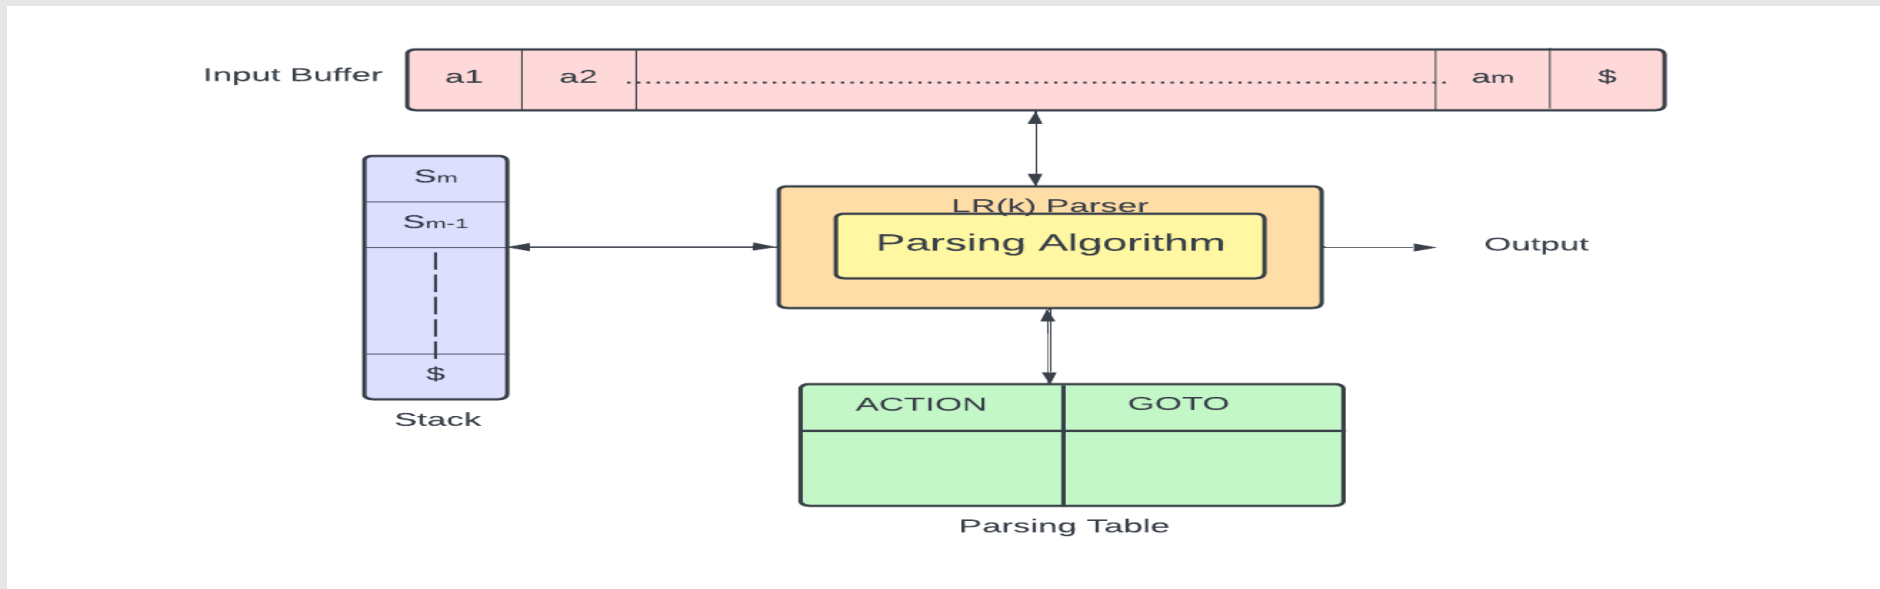 Input Buffer a1 a2 ........ am $
Sm
Sm-1
$
Stack
LR(k) Parser
Parsing Algorithm
Output
ACTION GOTO
Parsing Table